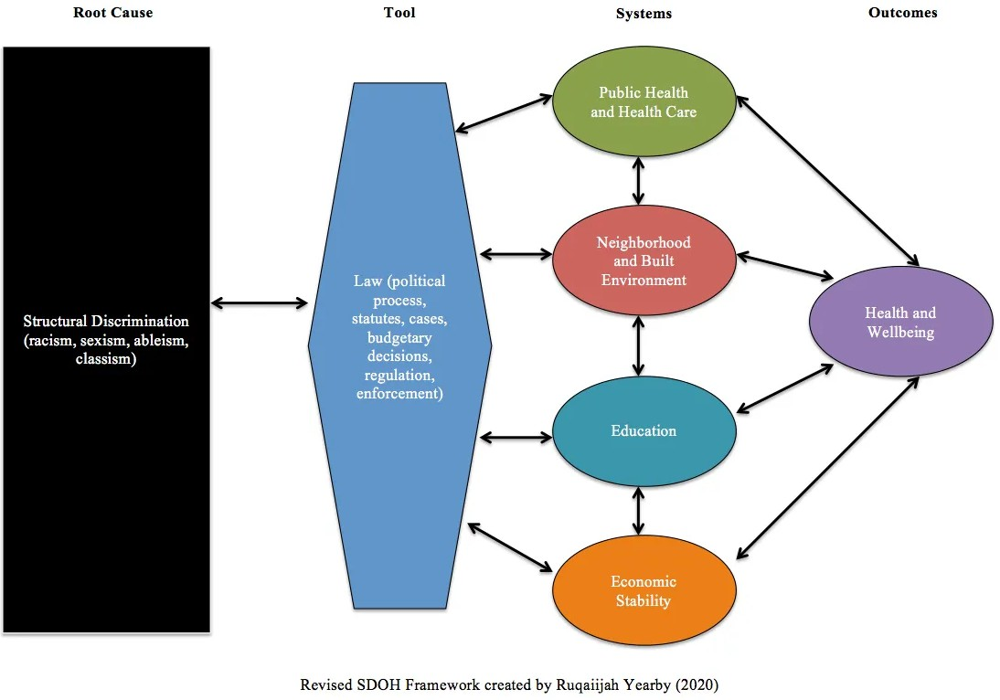 Root Cause
Tool
Systems
Outcomes
Structural Discrimination
(racism, sexism, ableism,
classism)
Law (political
process,
statutes, cases,
budgetary
decisions,
regulation,
enforcement)
Public Health
and Health Care
Neighborhood
and Built
Environment
Education
Economic
Stability
Health and
Wellbeing
Revised SDOH Framework created by Ruqaiijah Yearby (2020)